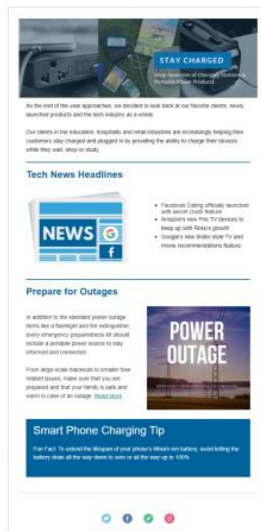 STAY CHARGED
Shop Selection of Chargers, Stations &
Portable Power Products
As the end of the year approaches, we decided to look back at our favorite clients, newly
launched products and the tech industry as a whole.
Our clients in the education, hospitality and retail industries are increasingly helping their
customers stay charged and plugged in by providing the ability to charge their devices
while they wait, shop or study.
Tech News Headlines
NEWS
G
f
Facebook Dating officially launched
with secret crush feature
Amazon's new Fire TV devices to
keep up with Roku's growth
Google's new tinder-style TV and
movie recommendations feature
Prepare for Outages
In addition to the standard power outage
items like a flashlight and fire extinguisher,
every emergency preparedness kit should
include a portable power source to stay
informed and connected.
From large scale blackouts to smaller fuse
related issues, make sure that you are
prepared and that your family is safe and
warm in case of an outage. Read More
POWER
OUTAGE
Smart Phone Charging Tip
Fun Fact: To extend the lifespan of your phone's lithium-ion battery, avoid killing the
battery drain all the way down to zero or all the way up to 100%.